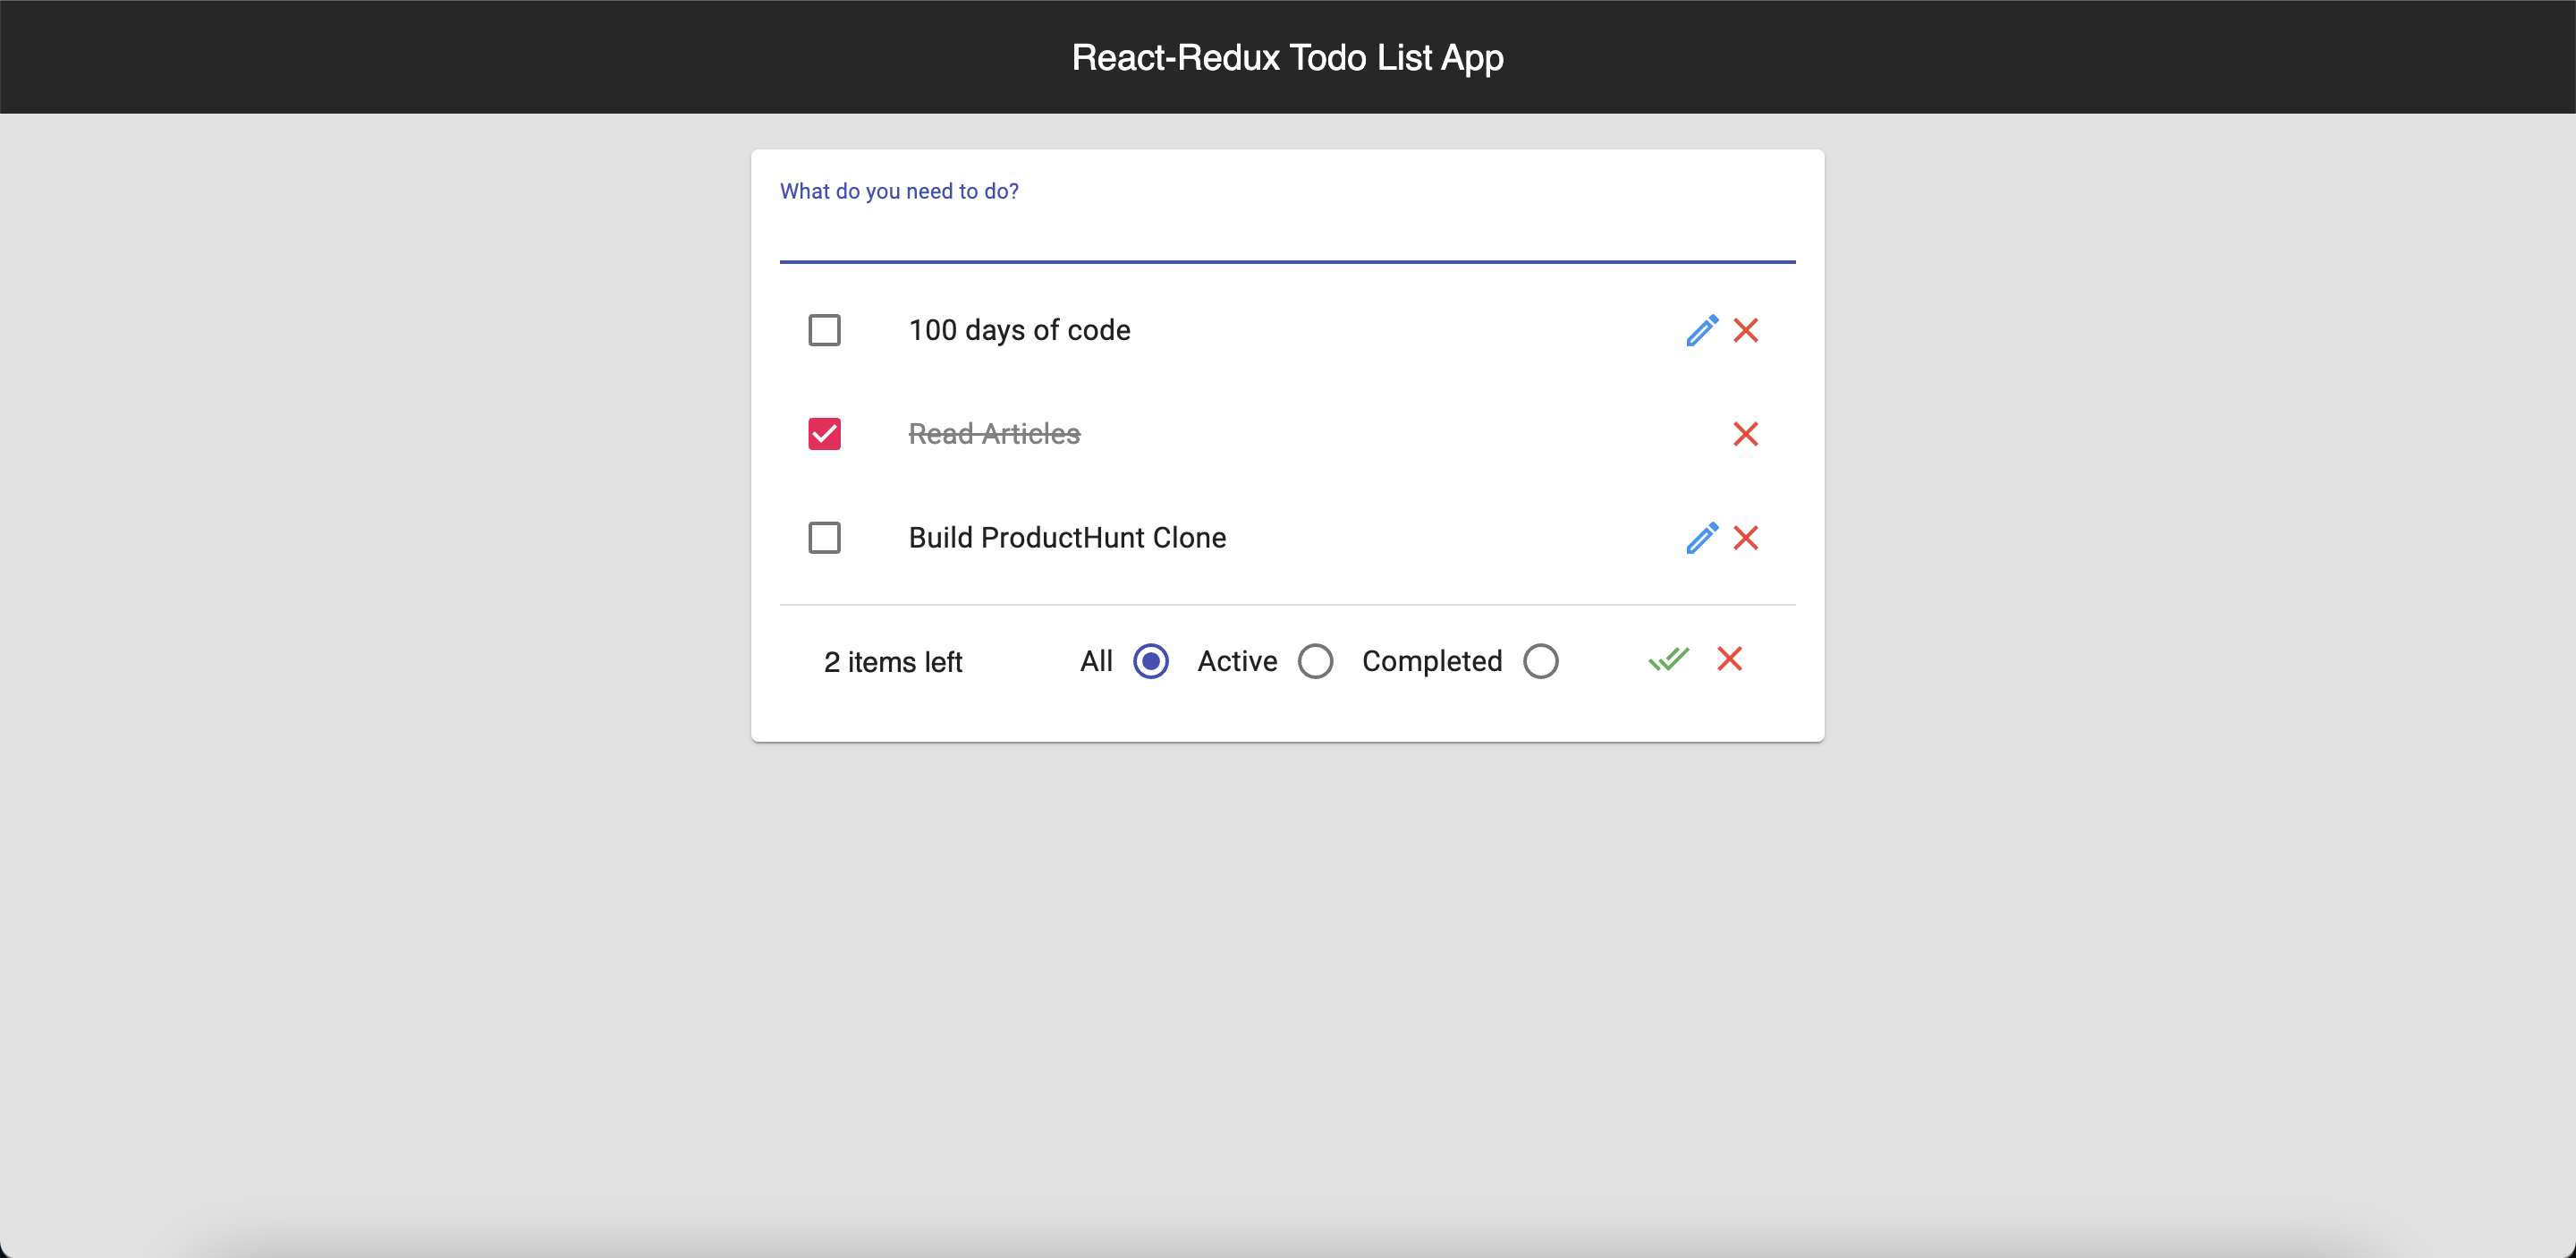 React-Redux Todo List App
What do you need to do?
100 days of code
Read Articles
Build ProductHunt Clone
2 items left All Active Completed